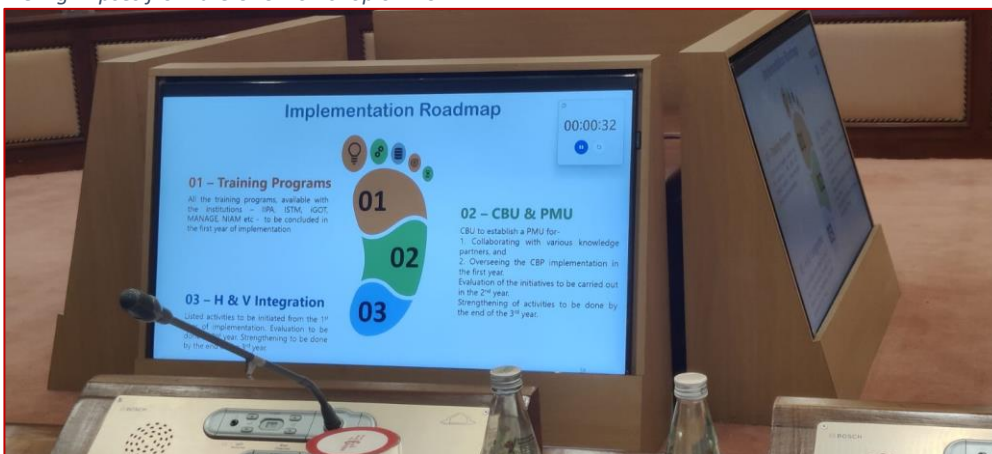 Implementation Roadmap
00:00:32
01 – Training Programs
All the training programs, available with
the institutions – IIPA, ISTM, iGOT,
MANAGE, NIAM etc - to be concluded in
the first year of implementation
01
02
03
02 – CBU & PMU
CBU to establish a PMU for-
1. Collaborating with various knowledge
partners, and
2. Overseeing the CBP implementation in
the first year.
Evaluation of the initiatives to be carried out
in the 2nd year.
Strengthening of activities to be done by
the end of the 3rd year.
03 – H & V Integration
Listed activities to be initiated from the 1st
of implementation. Evaluation to be
year. Strengthening to be done
by the end year.
BOSCH
BOSCH